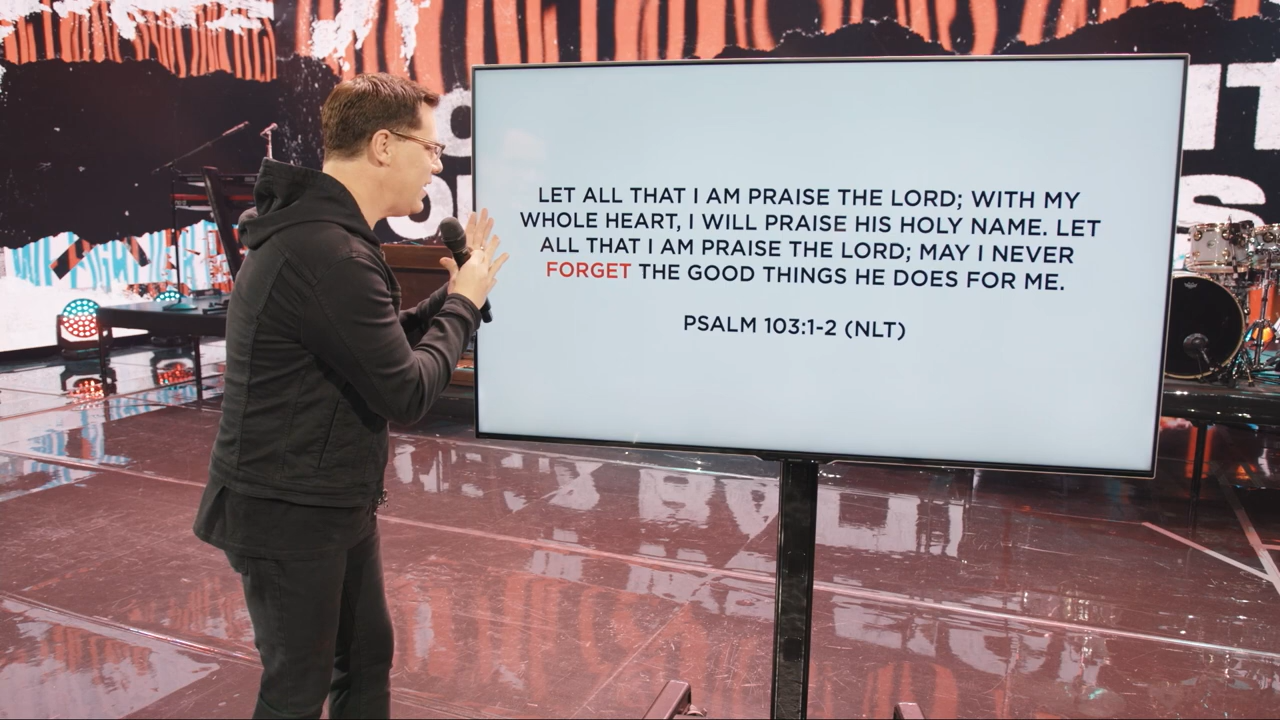 LET ALL THAT I AM PRAISE THE LORD; WITH MY
WHOLE HEART, I WILL PRAISE HIS HOLY NAME. LET
ALL THAT I AM PRAISE THE LORD; MAY I NEVER
FORGET THE GOOD THINGS HE DOES FOR ME.
PSALM 103:1-2 (NLT)